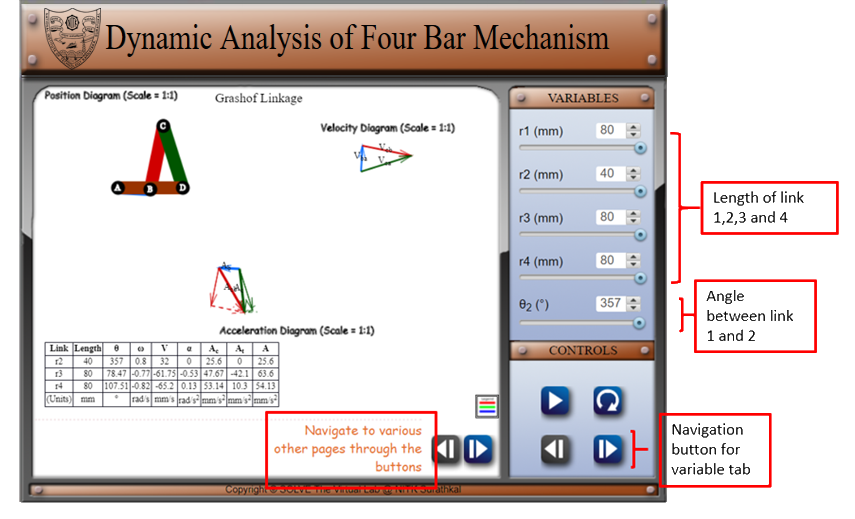 Dynamic Analysis of Four Bar Mechanism
Position Diagram (Scale = 1:1)
Grashof Linkage
Velocity Diagram (Scale = 1:1)
C
A B D
Acceleration Diagram (Scale = 1:1)
Link Length θ ω V α Ac At A
r2 40 357 0.8 32 0 25.6 0 25.6
r3 80 78.47 -0.77 -61.75 -0.53 47.67 -42.1 63.6
r4 80 107.51 -0.82 -65.2 0.13 53.14 10.3 54.13
(Units) mm ° rad/s mm/s rad/s² mm/s² mm/s² mm/s²
Navigate to various
other pages through the
buttons
VARIABLES
r1 (mm) 80
r2 (mm) 40
r3 (mm) 80
r4 (mm) 80
θ2 (°) 357
CONTROLS
Length of link
1,2,3 and 4
Angle
between link
1 and 2
Navigation
button for
variable tab
Copyright @ SOLVE The Virtual Lab @ NITK Surathkal